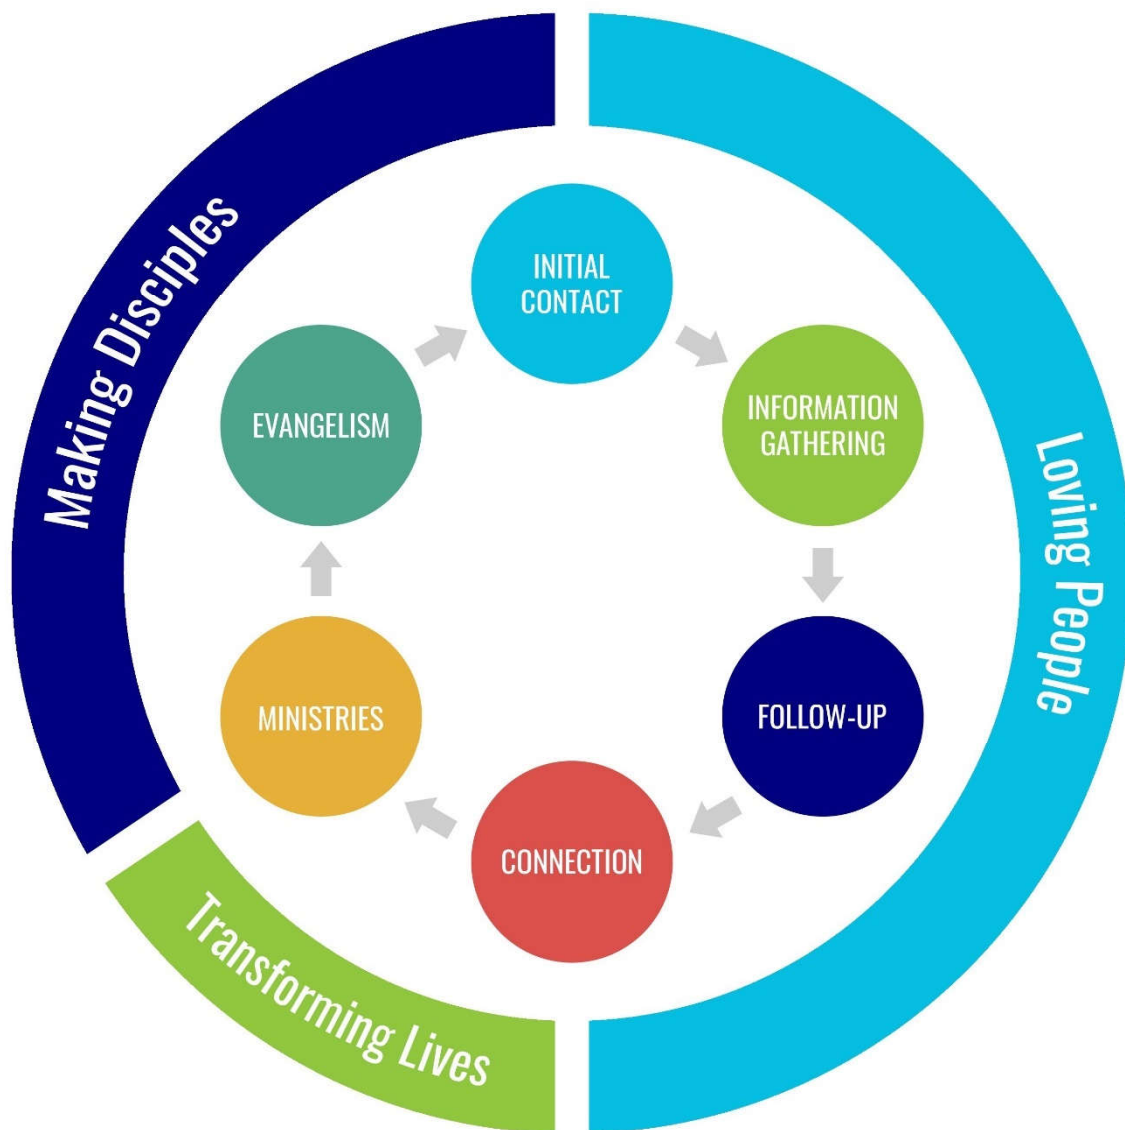 INITIAL
CONTACT
INFORMATION
GATHERING
FOLLOW-UP
CONNECTION
MINISTRIES
EVANGELISM
Loving People
Transforming Lives
Making Disciples